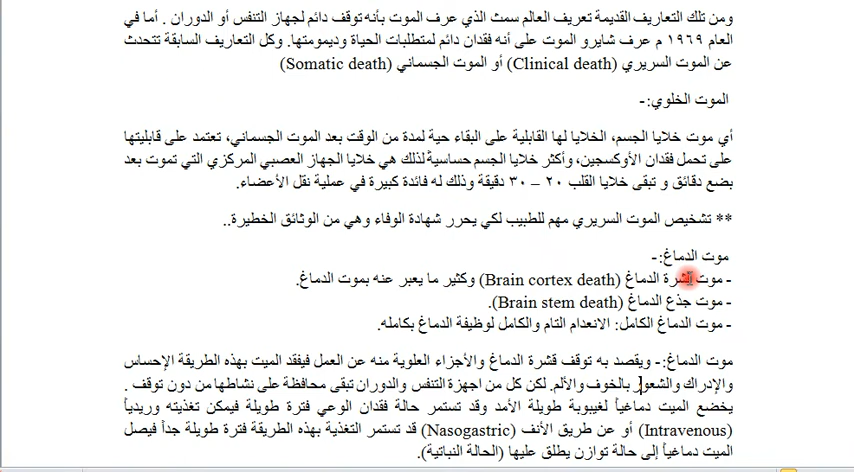 ومن تلك التعاريف القديمة تعريف العالم سمث الذي عرف الموت بأنه توقف دائم لجهاز التنفس أو الدوران . أما في
العام ١٩٦٩ م عرف شايرو الموت على أنه فقدان دائم لمتطلبات الحياة وديمومتها. وكل التعاريف السابقة تتحدث
عن الموت السريري (Clinical death) أو الموت الجسماني (Somatic death)
الموت الخلوي:-
أي موت خلايا الجسم، الخلايا لها القابلية على البقاء حية لمدة من الوقت بعد الموت الجسماني، تعتمد على قابليتها
على تحمل فقدان الأوكسجين، وأكثر خلايا الجسم حساسية لذلك هي خلايا الجهاز العصبي المركزي التي تموت بعد
بضع دقائق و تبقى خلايا القلب ٢٠ – ٣٠ دقيقة وذلك له فائدة كبيرة في عملية نقل الأعضاء.
** تشخيص الموت السريري مهم للطبيب لكي يحرر شهادة الوفاء وهي من الوثائق الخطيرة..
موت الدماغ:-
- موت قشرة الدماغ (Brain cortex death) وكثير ما يعبر عنه بموت الدماغ.
- موت جذع الدماغ (Brain stem death).
- موت الدماغ الكامل: الانعدام التام والكامل لوظيفة الدماغ بكامله.
موت الدماغ:- ويقصد به توقف قشرة الدماغ والأجزاء العلوية منه عن العمل فيفقد الميت بهذه الطريقة الإحساس
والإدراك والشعور بالخوف والألم. لكن كل من اجهزة التنفس والدوران تبقى محافظة على نشاطها من دون توقف .
يخضع الميت دماغياً لغيبوبة طويلة الأمد وقد تستمر حالة فقدان الوعي فترة طويلة فيمكن تغذيته وريدياً
(Intravenous) أو عن طريق الأنف (Nasogastric) قد تستمر التغذية بهذه الطريقة فترة طويلة جداً فيصل
الميت دماغياً إلى حالة توازن يطلق عليها (الحالة النباتية).